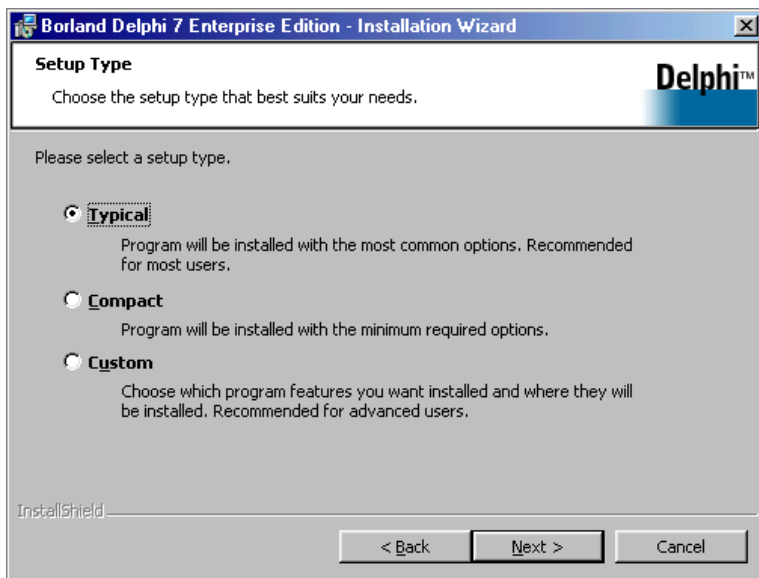 Borland Delphi 7 Enterprise Edition - Installation Wizard
Setup Type
Choose the setup type that best suits your needs.
Delphi™
Please select a setup type.
Typical
Program will be installed with the most common options. Recommended
for most users.
Compact
Program will be installed with the minimum required options.
Custom
Choose which program features you want installed and where they will
be installed. Recommended for advanced users.
InstallShield
< Back
Next >
Cancel